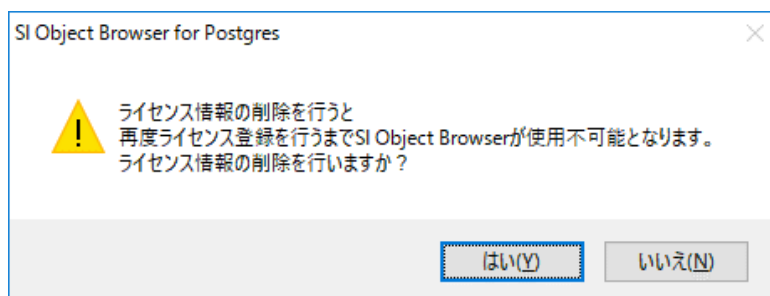 SI Object Browser for Postgres
ライセンス情報の削除を行うと
再度ライセンス登録を行うまでSI Object Browserが使用不可能となります。
ライセンス情報の削除を行いますか？
はい(Y)
いいえ(N)